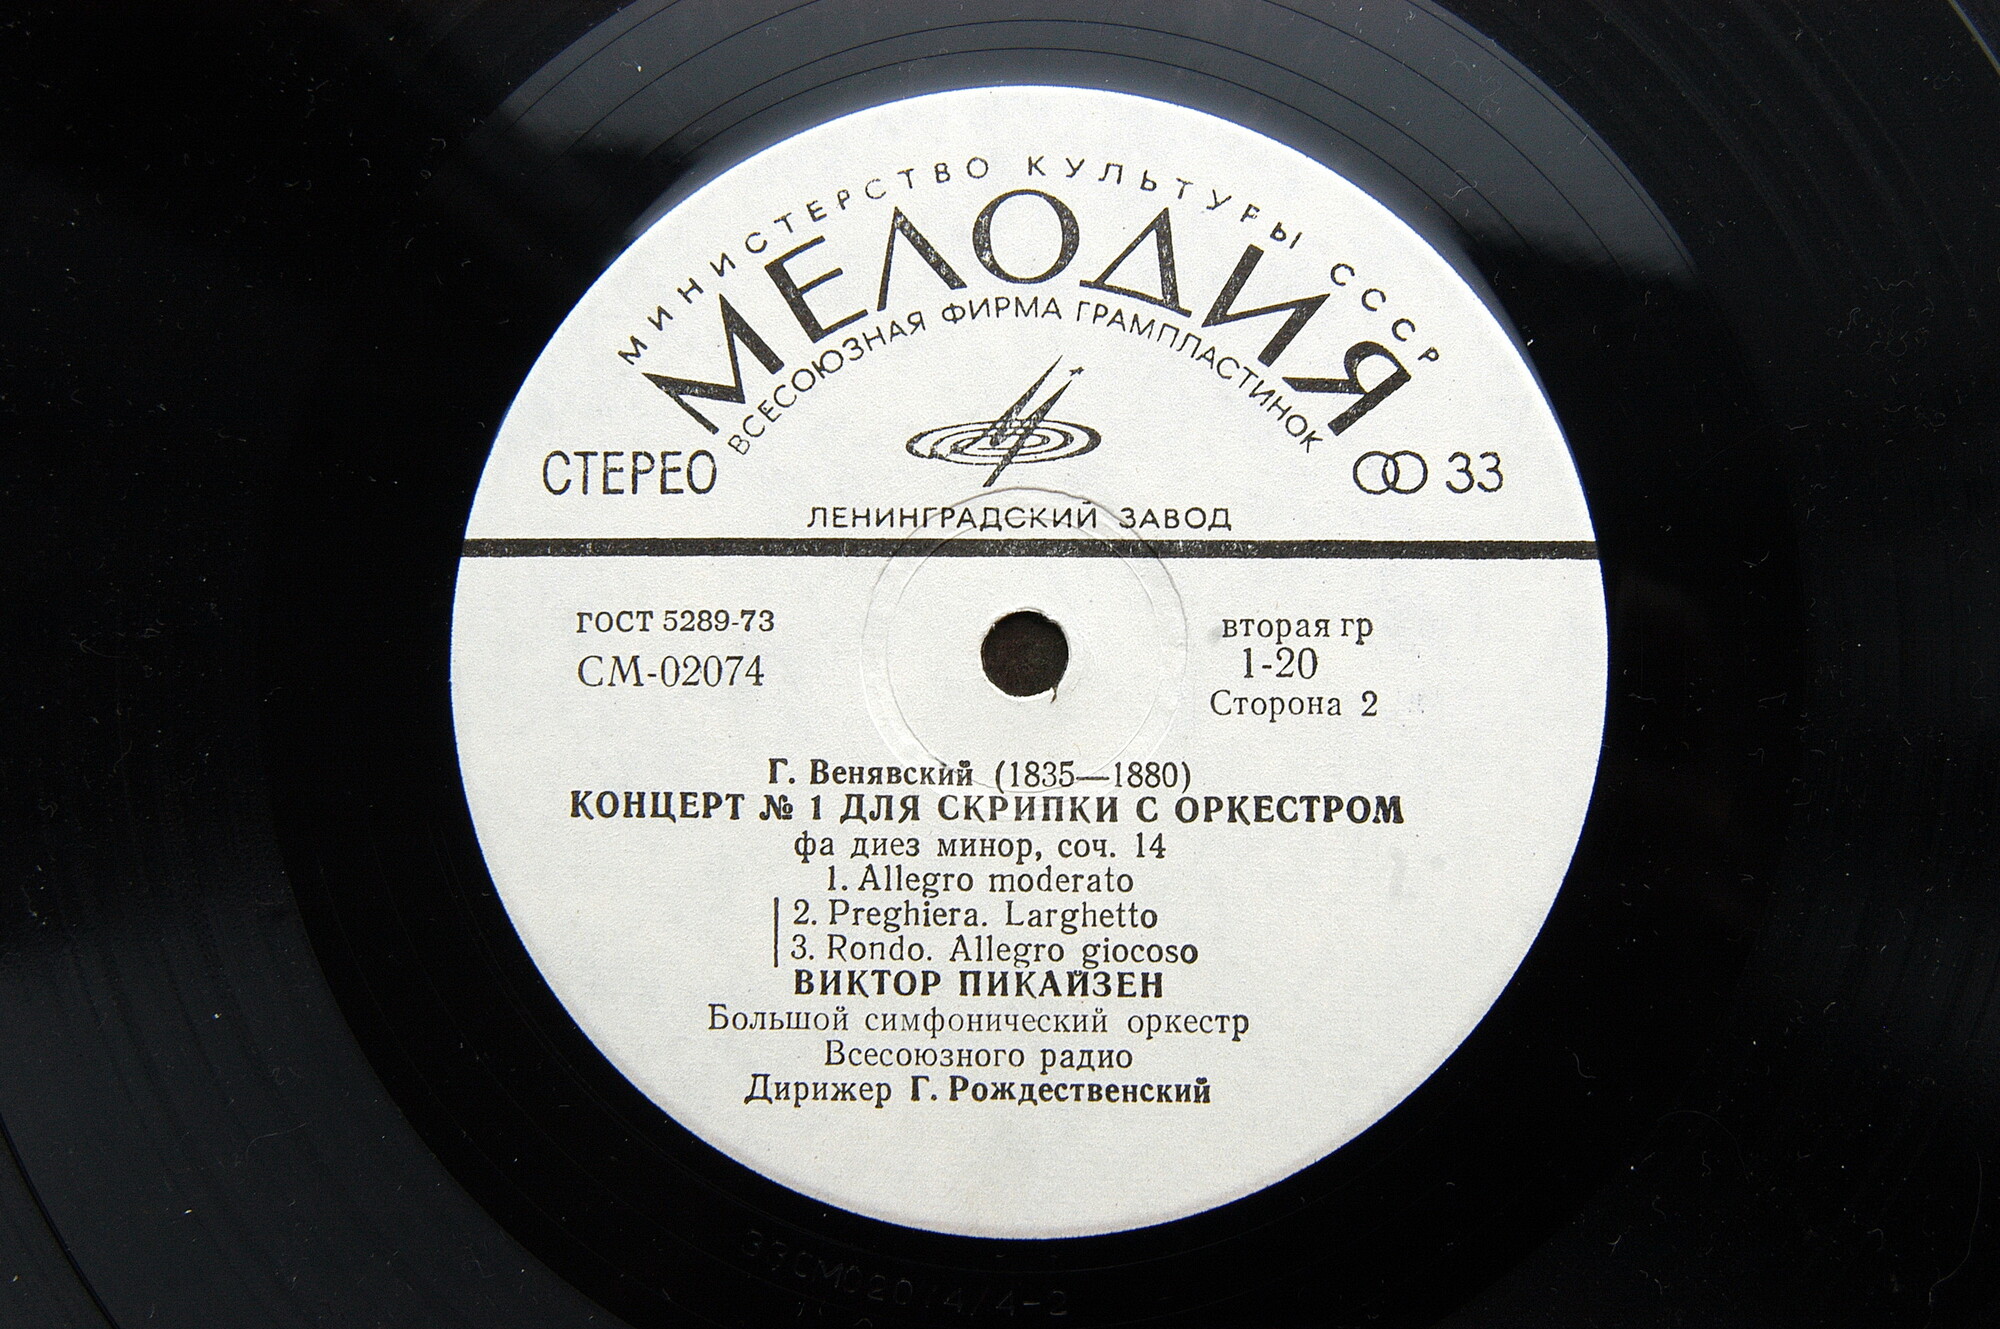 МИНИСТЕРСТВО КУЛЬТУРЫ СССР
МЕЛОДИЯ
ВСЕСОЮЗНАЯ ФИРМА ГРАМПЛАСТИНОК
СТЕРЕО
33
ЛЕНИНГРАДСКИЙ ЗАВОД
ГОСТ 5289-73
СМ-02074
вторая гр
1-20
Сторона 2
Г. Венявский (1835—1880)
КОНЦЕРТ № 1 ДЛЯ СКРИПКИ С ОРКЕСТРОМ
фа диез минор, соч. 14
1. Allegro moderato
2. Preghiera. Larghetto
3. Rondo. Allegro giocoso
ВИКТОР ПИКАЙЗЕН
Большой симфонический оркестр
Всесоюзного радио
Дирижер Г. Рождественский